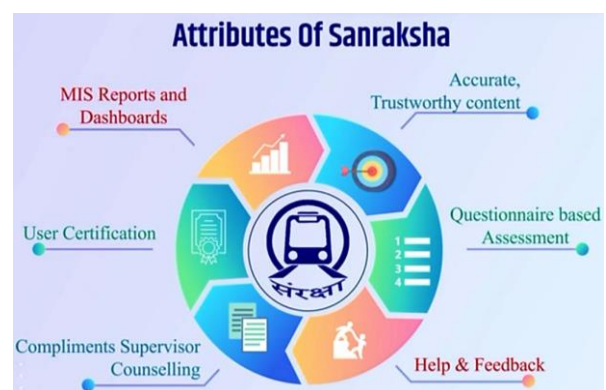 Attributes Of Sanraksha
MIS Reports and
Dashboards
Accurate,
Trustworthy content
User Certification
Questionnaire based
Assessment
1
2
3
4
संरक्षा
Compliments Supervisor
Counselling
Help & Feedback